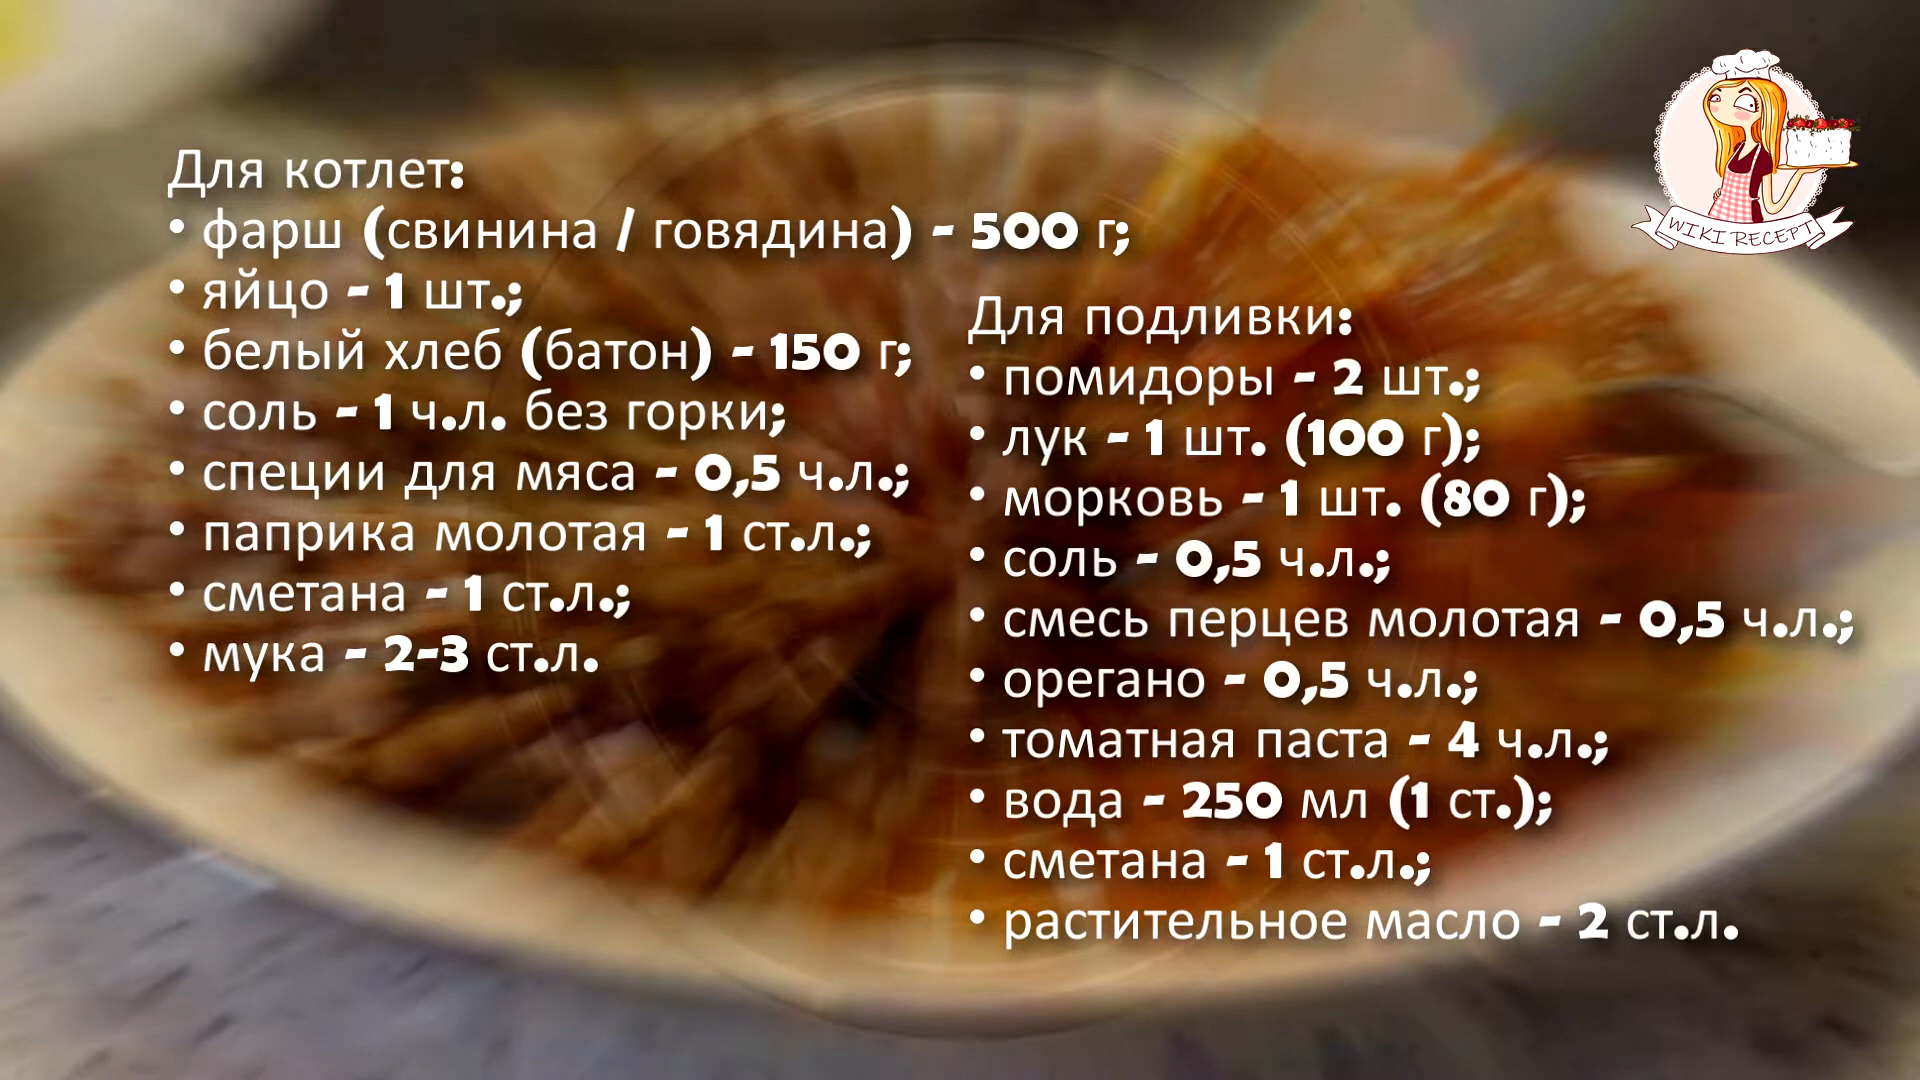 Для котлет:
• фарш (свинина / говядина) - 500 г;
• яйцо - 1 шт.;
• белый хлеб (батон) - 150 г;
• соль - 1 ч.л. без горки;
• специи для мяса - 0,5 ч.л.;
• паприка молотая - 1 ст.л.;
• сметана - 1 ст.л.;
• мука - 2-3 ст.л.
Для подливки:
• помидоры - 2 шт.;
• лук - 1 шт. (100 г);
• морковь - 1 шт. (80 г);
• соль - 0,5 ч.л.;
• смесь перцев молотая - 0,5 ч.л.;
• орегано - 0,5 ч.л.;
• томатная паста - 4 ч.л.;
• вода - 250 мл (1 ст.);
• сметана - 1 ст.л.;
• растительное масло - 2 ст.л.
WIKI RECEPT